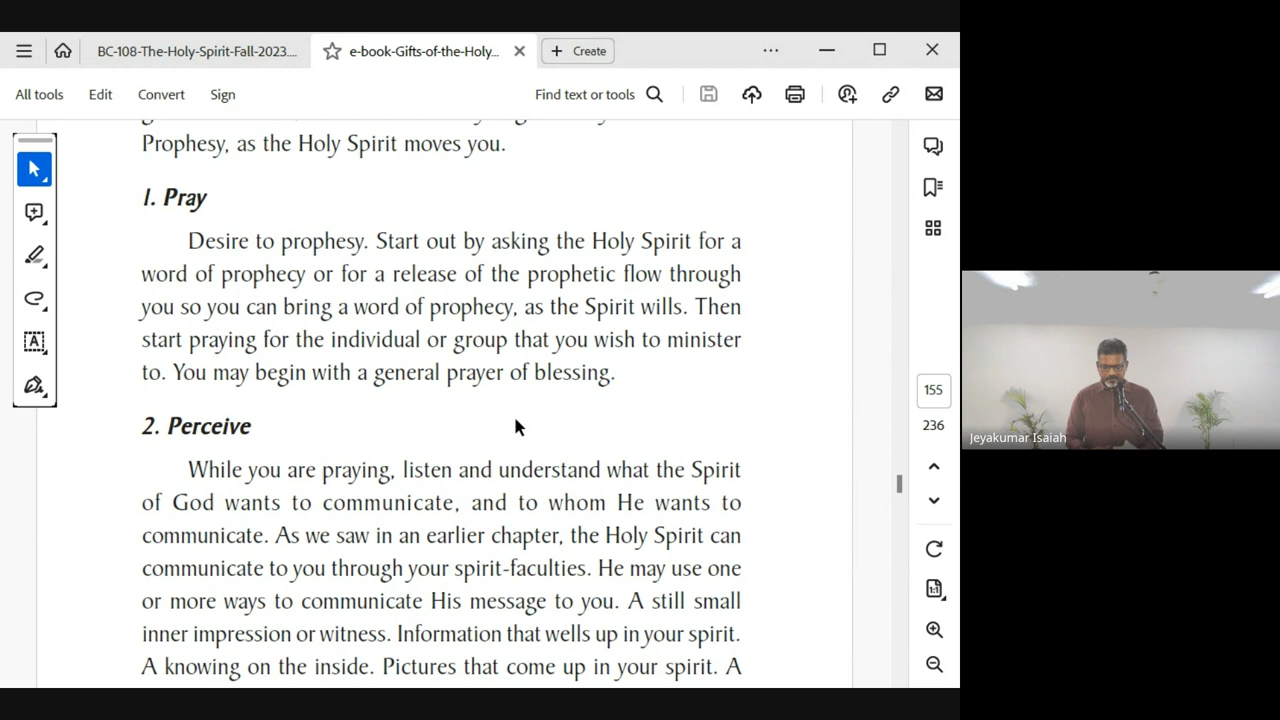 BC-108-The-Holy-Spirit-Fall-2023....
e-book-Gifts-of-the-Holy...
Create
All tools
Edit
Convert
Sign
Find text or tools
Prophesy, as the Holy Spirit moves you.
1. Pray
Desire to prophesy. Start out by asking the Holy Spirit for a
word of prophecy or for a release of the prophetic flow through
you so you can bring a word of prophecy, as the Spirit wills. Then
start praying for the individual or group that you wish to minister
to. You may begin with a general prayer of blessing.
2. Perceive
While you are praying, listen and understand what the Spirit
of God wants to communicate, and to whom He wants to
communicate. As we saw in an earlier chapter, the Holy Spirit can
communicate to you through your spirit-faculties. He may use one
or more ways to communicate His message to you. A still small
inner impression or witness. Information that wells up in your spirit.
A knowing on the inside. Pictures that come up in your spirit. A
155
236
1:1
Jeyakumar Isaiah